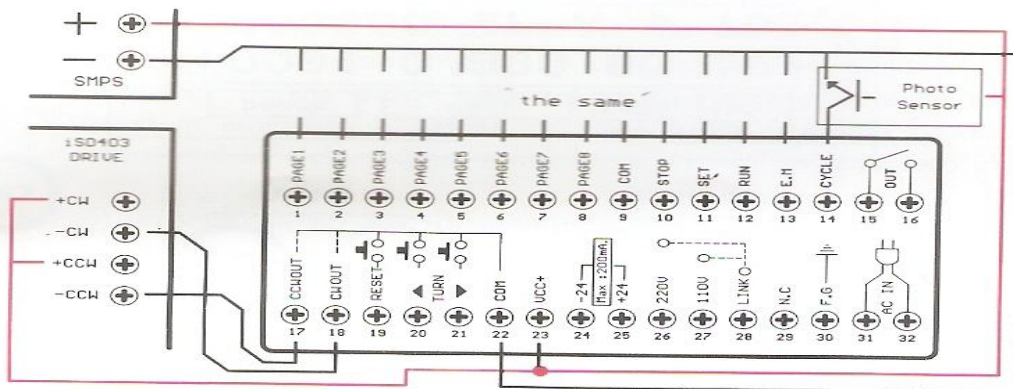 +
−
SMPS
"the same"
Photo
Sensor
iSD403
DRIVE
+CW
-CW
+CCW
-CCW
PAGE1
PAGE2
PAGE3
PAGE4
PAGE5
PAGE6
PAGE7
PAGE8
COM
STOP
SET
RUN
E.M
CYCLE
OUT
1
2
3
4
5
6
7
8
9
10
11
12
13
14
15
16
CCWOUT
CWOUT
RESET
◀ TURN ▶
COM
VCC+
-24
Max :200mA.
+24
220V
110V
LINK
N.C
F.G
AC IN
17
18
19
20
21
22
23
24
25
26
27
28
29
30
31
32